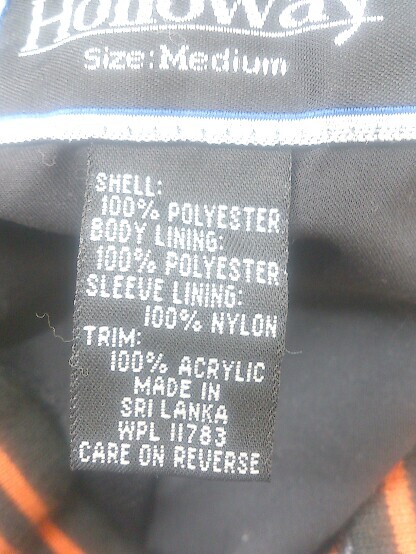 Holloway
Size: Medium
SHELL:
100% POLYESTER
BODY LINING:
100% POLYESTER
SLEEVE LINING:
100% NYLON
TRIM:
100% ACRYLIC
MADE IN
SRI LANKA
WPL 11783
CARE ON REVERSE